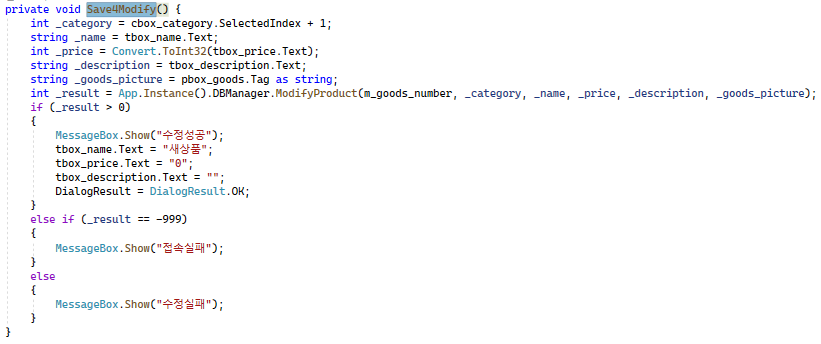 private void Save4Modify() {
    int _category = cbox_category.SelectedIndex + 1;
    string _name = tbox_name.Text;
    int _price = Convert.ToInt32(tbox_price.Text);
    string _description = tbox_description.Text;
    string _goods_picture = pbox_goods.Tag as string;
    int _result = App.Instance().DBManager.ModifyProduct(m_goods_number, _category, _name, _price, _description, _goods_picture);
    if (_result > 0)
    {
        MessageBox.Show("수정성공");
        tbox_name.Text = "새상품";
        tbox_price.Text = "0";
        tbox_description.Text = "";
        DialogResult = DialogResult.OK;
    }
    else if (_result == -999)
    {
        MessageBox.Show("접속실패");
    }
    else
    {
        MessageBox.Show("수정실패");
    }
}